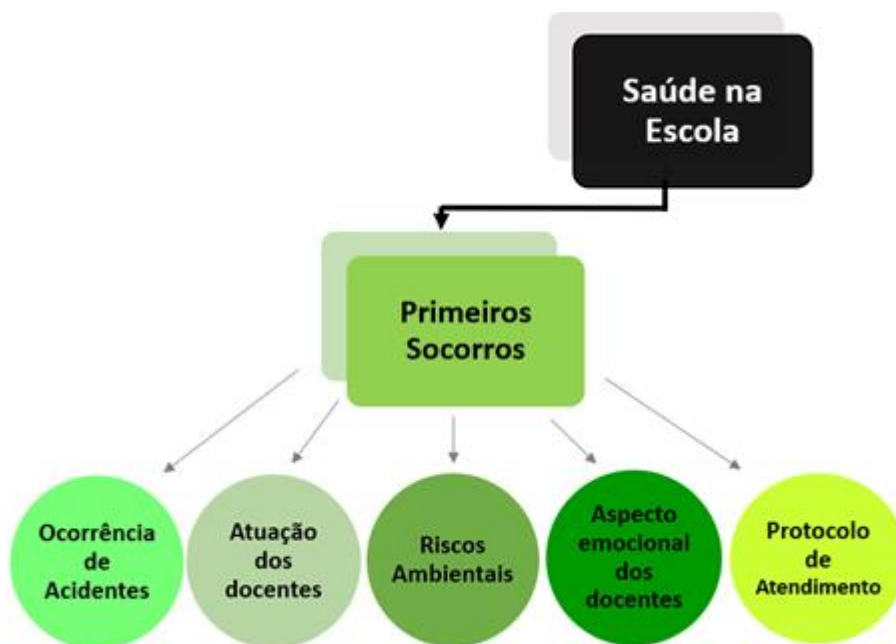 Saúde na
Escola
Primeiros
Socorros
Ocorrência
de
Acidentes
Atuação
dos
docentes
Riscos
Ambientais
Aspecto
emocional
dos
docentes
Protocolo
de
Atendimento